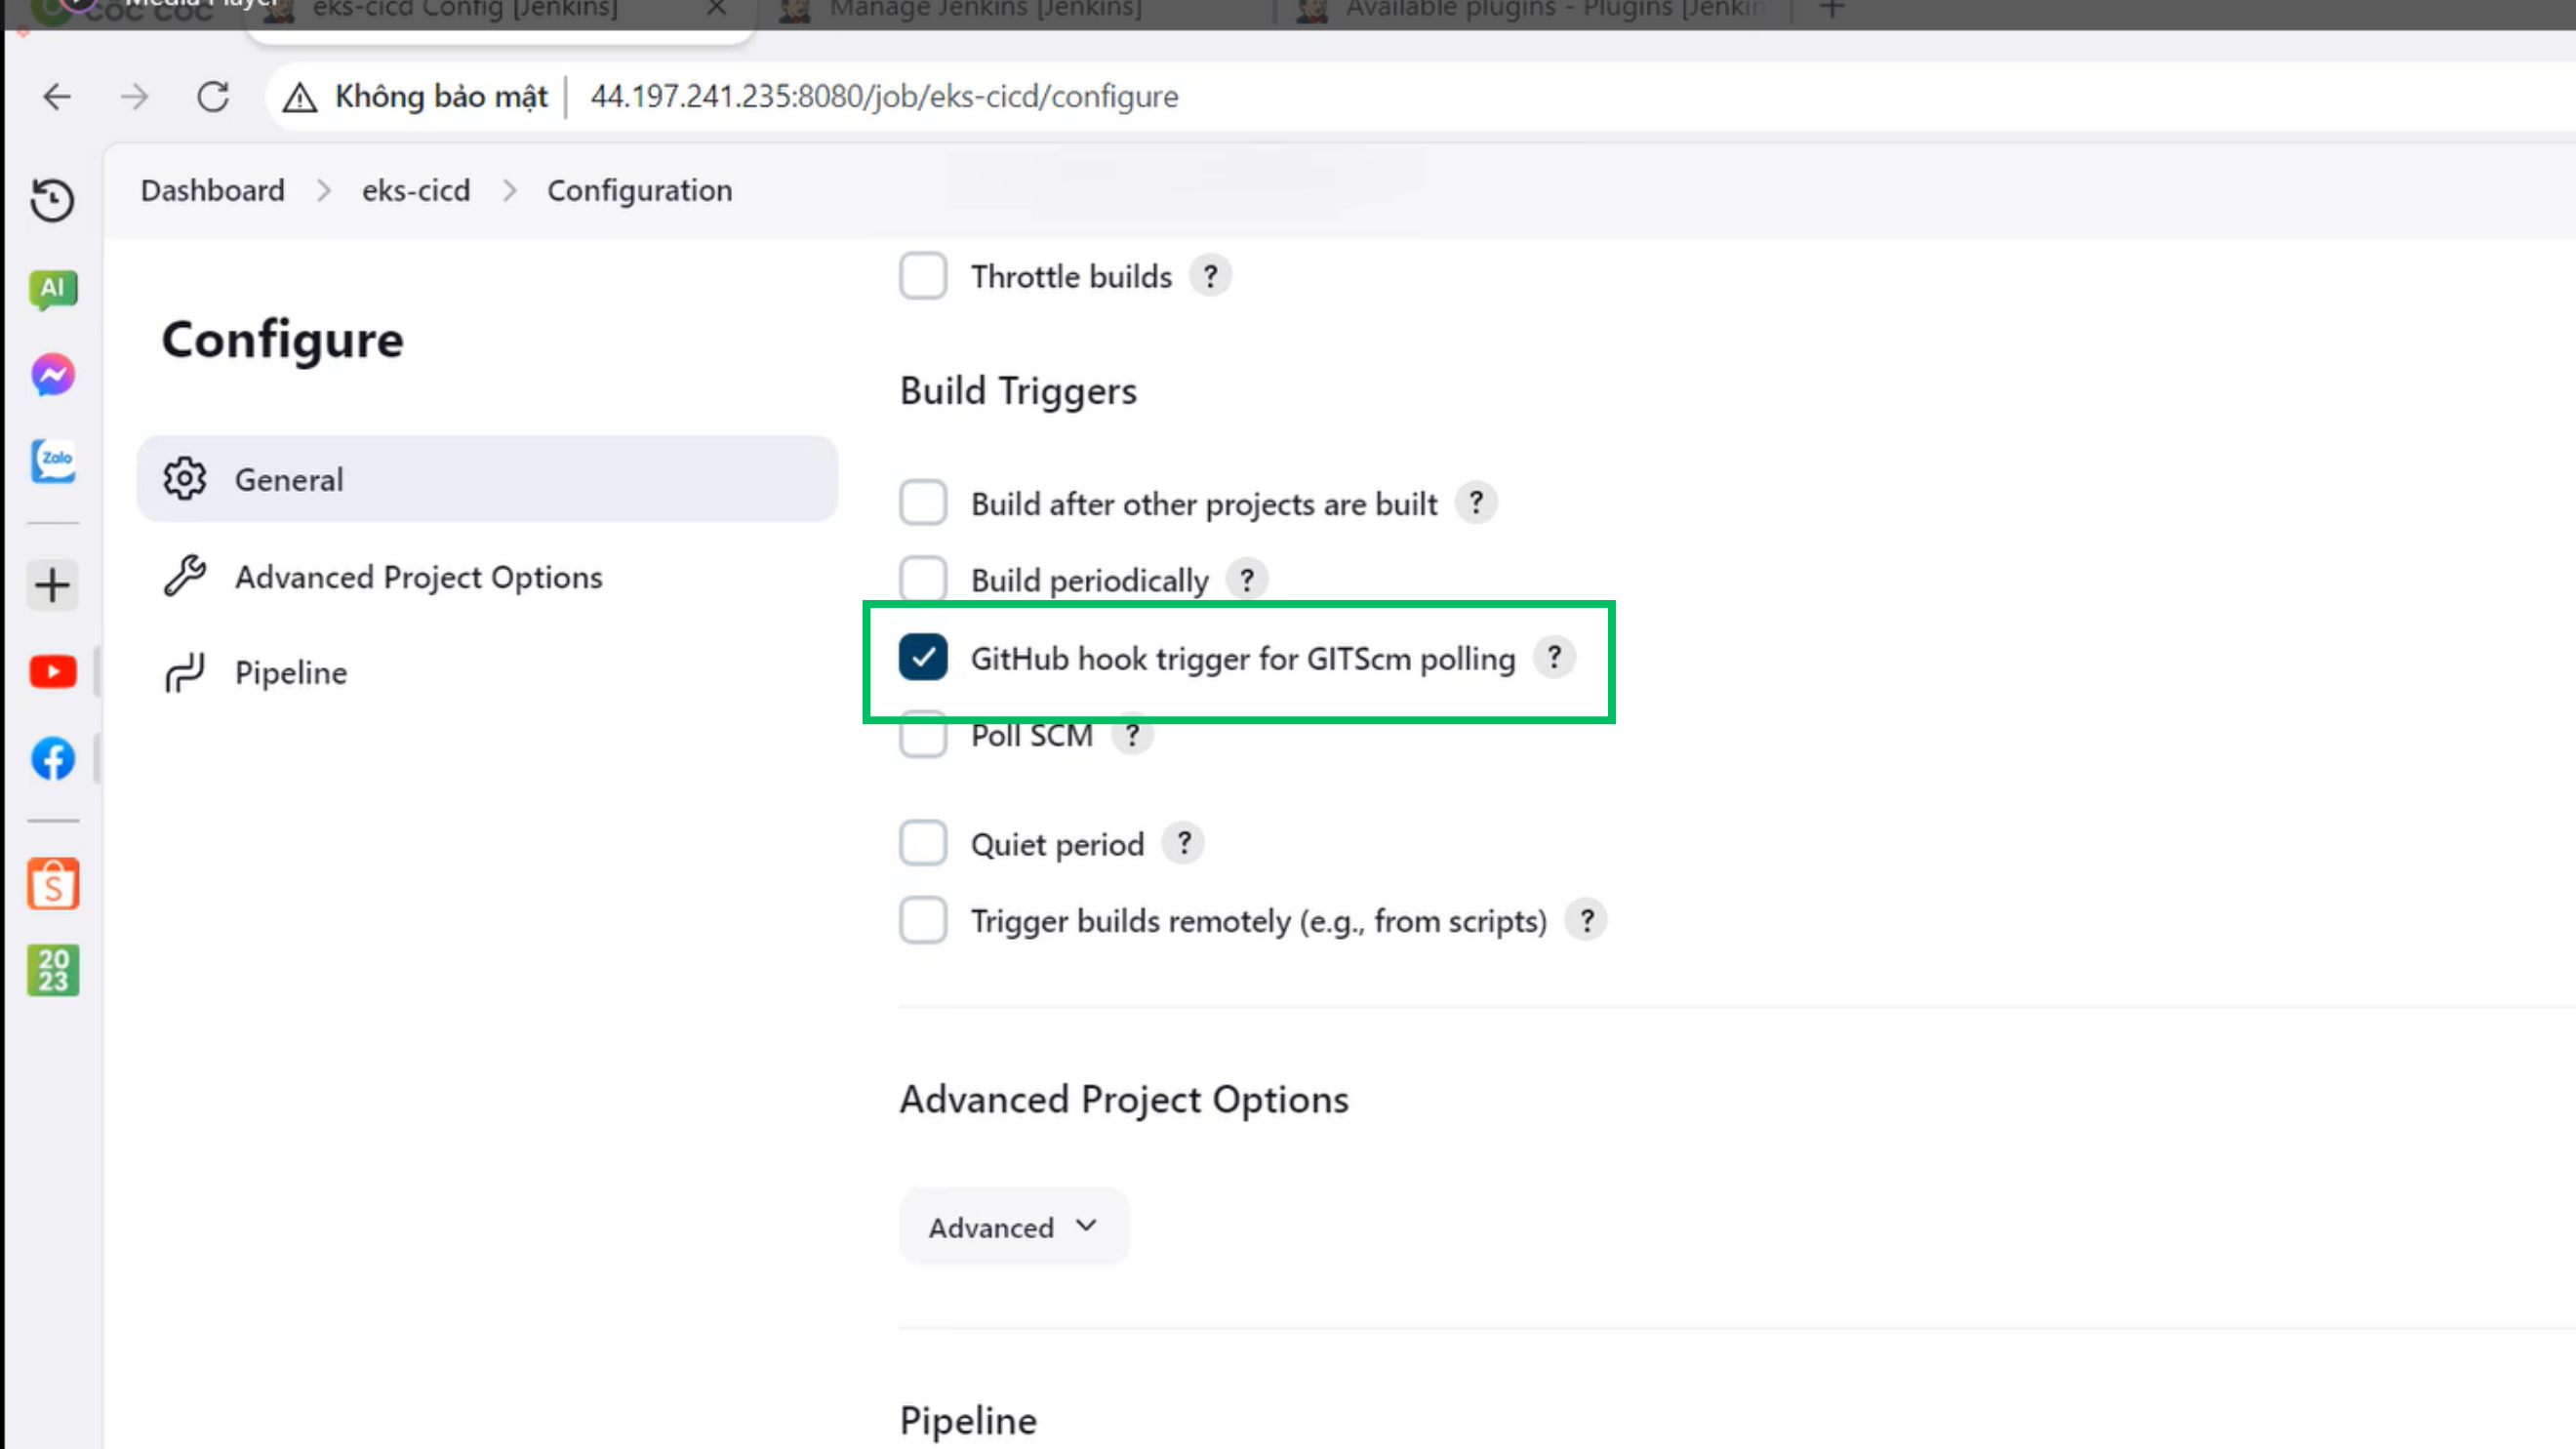 Media Player
cốc cốc
eks-cicd Config [Jenkins]
Manage Jenkins [Jenkins]
Available plugins - Plugins [Jenkin
Không bảo mật
44.197.241.235:8080/job/eks-cicd/configure
Dashboard
eks-cicd
Configuration
AI
Zalo
S
20
23
Configure
General
Advanced Project Options
Pipeline
Throttle builds ?
Build Triggers
Build after other projects are built ?
Build periodically ?
GitHub hook trigger for GITScm polling ?
Poll SCM ?
Quiet period ?
Trigger builds remotely (e.g., from scripts) ?
Advanced Project Options
Advanced
Pipeline